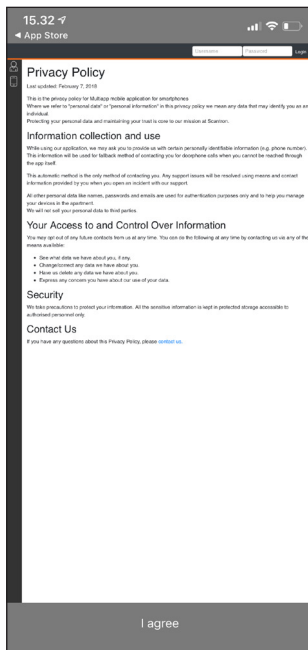 15.32
App Store
Username Password Login
Privacy Policy
Last updated: February 7, 2018
This is the privacy policy for Multiapp mobile application for smartphones
Where we refer to "personal data" or "personal information" in this privacy policy we mean any data that may identify you as an
individual.
Protecting your personal data and maintaining your trust is core to our mission at Scantron.
Information collection and use
While using our application, we may ask you to provide us with certain personally identifiable information (e.g. phone number).
This information will be used for fallback method of contacting you for doorphone calls when you cannot be reached through
the app itself.
This automatic method is the only method of contacting you. Any support issues will be resolved using means and contact
information provided by you when you open an incident with our support.
All other personal data like names, passwords and emails are used for authentication purposes only and to help you manage
your devices in the apartment.
We will not sell your personal data to third parties.
Your Access to and Control Over Information
You may opt out of any future contacts from us at any time. You can do the following at any time by contacting us via any of the
means available:
See what data we have about you, if any.
Change/correct any data we have about you.
Have us delete any data we have about you.
Express any concern you have about our use of your data.
Security
We take precautions to protect your information. All the sensitive information is kept in protected storage accessible to
authorised personnel only.
Contact Us
If you have any questions about this Privacy Policy, please contact us.
I agree